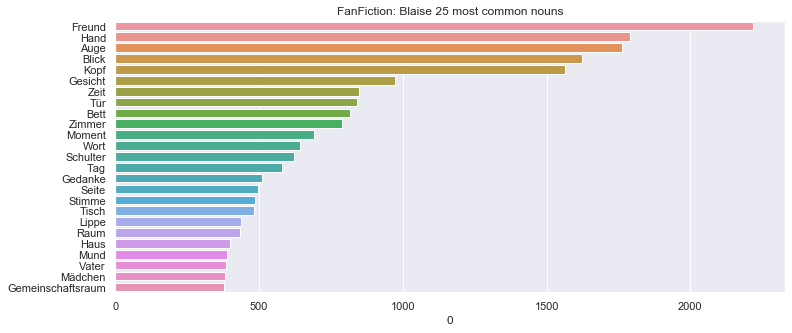 FanFiction: Blaise 25 most common nouns
Freund
Hand
Auge
Blick
Kopf
Gesicht
Zeit
Tür
Bett
Zimmer
Moment
Wort
Schulter
Tag
Gedanke
Seite
Stimme
Tisch
Lippe
Raum
Haus
Mund
Vater
Mädchen
Gemeinschaftsraum
0 500 1000 1500 2000
0